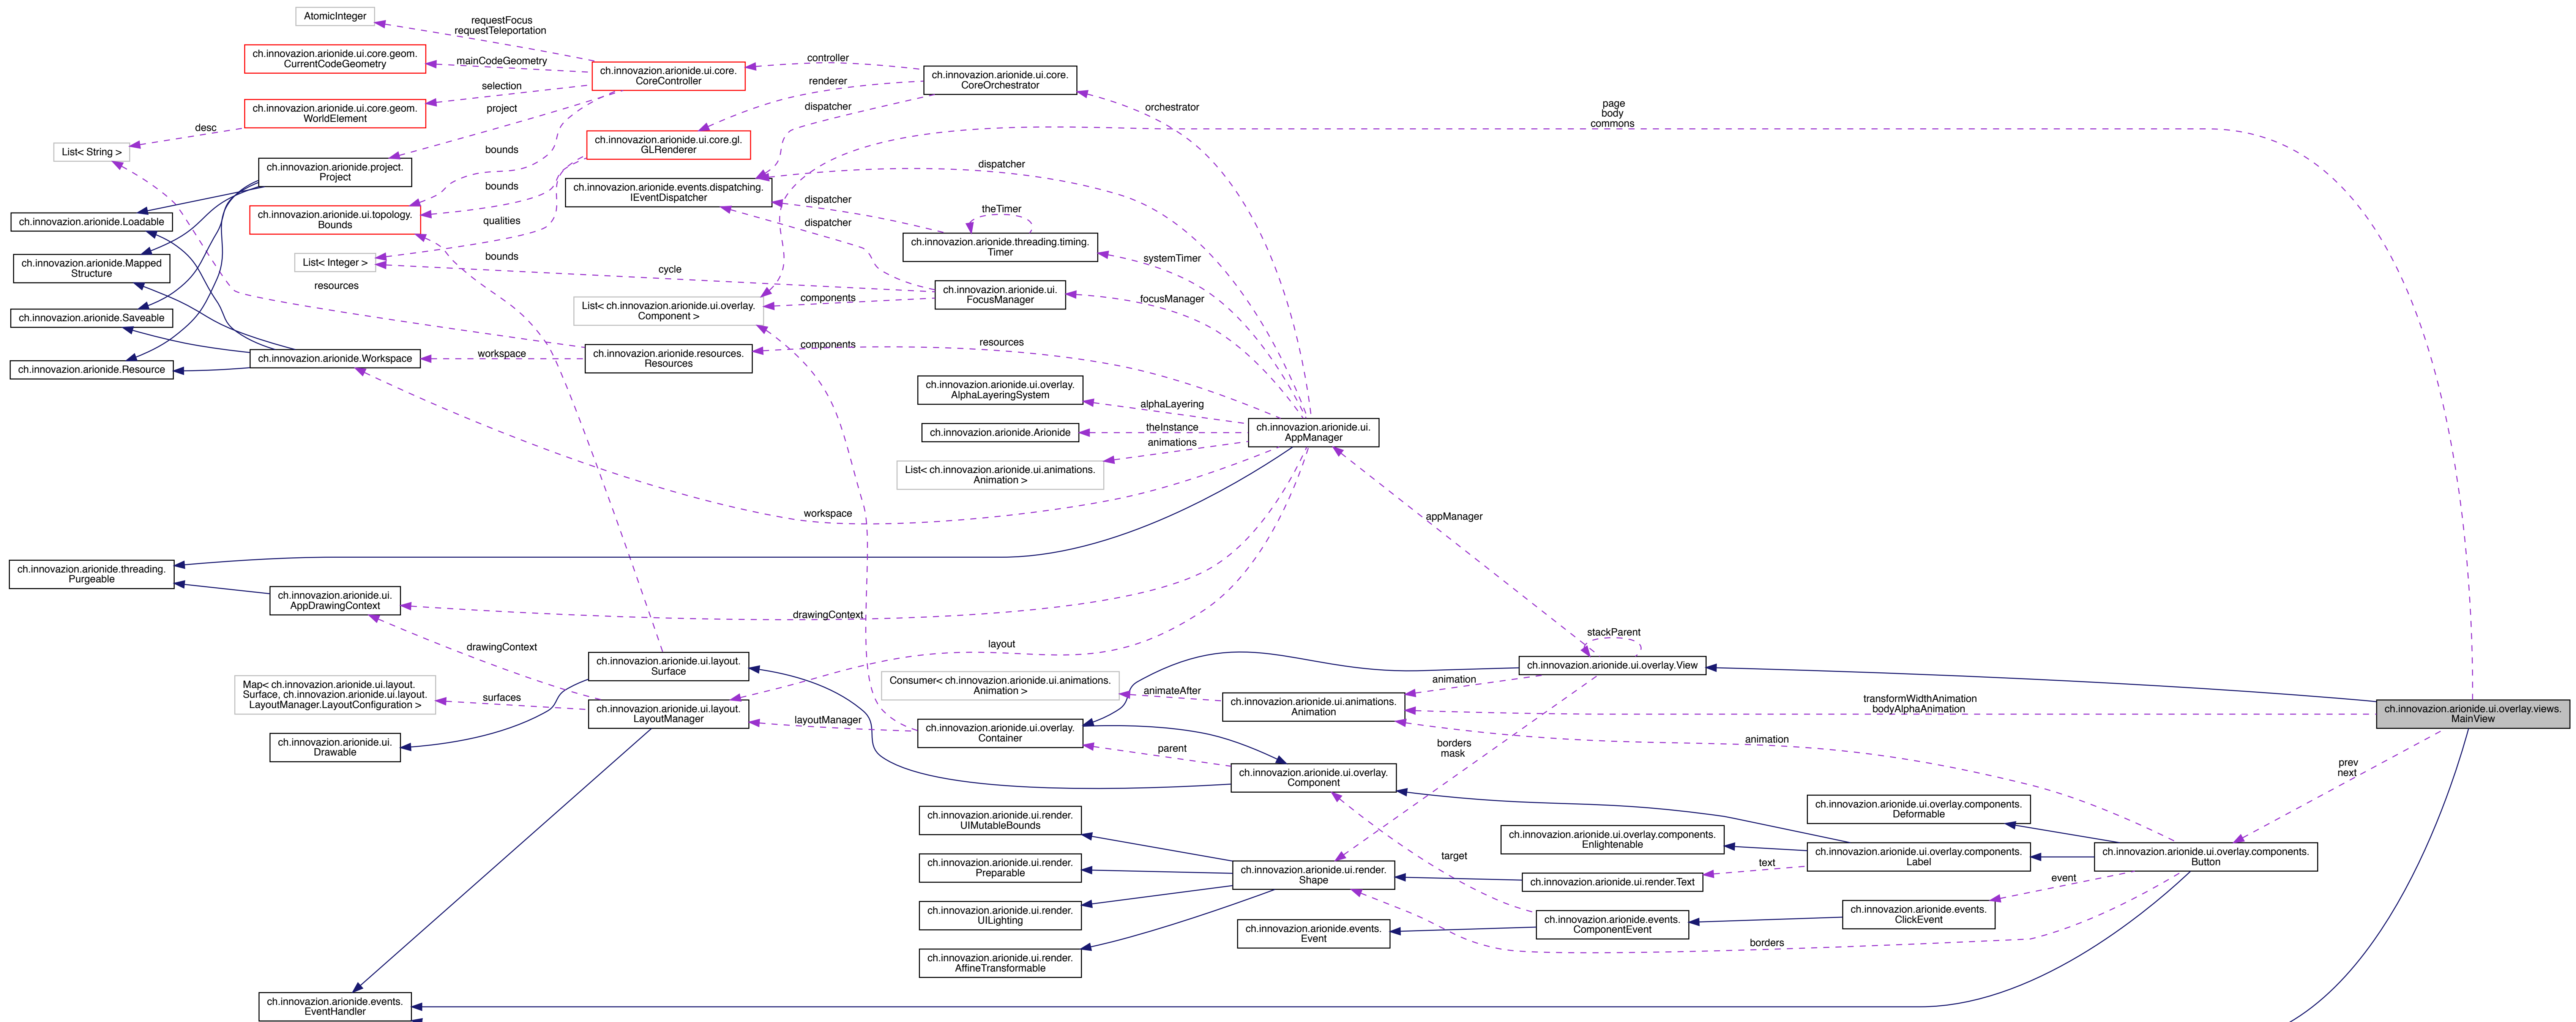 AtomicInteger
requestFocus
requestTeleportation
ch.innovazion.arionide.ui.core.geom.
CurrentCodeGeometry
mainCodeGeometry
ch.innovazion.arionide.ui.core.
CoreController
controller
ch.innovazion.arionide.ui.core.
CoreOrchestrator
renderer
selection
ch.innovazion.arionide.ui.core.geom.
WorldElement
project
dispatcher
orchestrator
page
body
commons
desc
List< String >
bounds
ch.innovazion.arionide.ui.core.gl.
GLRenderer
ch.innovazion.arionide.project.
Project
dispatcher
bounds
ch.innovazion.arionide.events.dispatching.
IEventDispatcher
dispatcher
theTimer
ch.innovazion.arionide.Loadable
ch.innovazion.arionide.ui.topology.
Bounds
qualities
dispatcher
ch.innovazion.arionide.threading.timing.
Timer
ch.innovazion.arionide.Mapped
Structure
List< Integer >
bounds
systemTimer
cycle
resources
List< ch.innovazion.arionide.ui.overlay.
Component >
components
ch.innovazion.arionide.ui.
FocusManager
focusManager
ch.innovazion.arionide.Saveable
ch.innovazion.arionide.Workspace
workspace
ch.innovazion.arionide.resources.
Resources
components
resources
ch.innovazion.arionide.Resource
ch.innovazion.arionide.ui.overlay.
AlphaLayeringSystem
alphaLayering
ch.innovazion.arionide.Arionide
theInstance
animations
ch.innovazion.arionide.ui.
AppManager
List< ch.innovazion.arionide.ui.animations.
Animation >
workspace
appManager
ch.innovazion.arionide.threading.
Purgeable
ch.innovazion.arionide.ui.
AppDrawingContext
drawingContext
stackParent
drawingContext
layout
ch.innovazion.arionide.ui.layout.
Surface
ch.innovazion.arionide.ui.overlay.View
Map< ch.innovazion.arionide.ui.layout.
Surface, ch.innovazion.arionide.ui.layout.
LayoutManager.LayoutConfiguration >
surfaces
Consumer< ch.innovazion.arionide.ui.animations.
Animation >
animateAfter
animation
ch.innovazion.arionide.ui.layout.
LayoutManager
ch.innovazion.arionide.ui.animations.
Animation
transformWidthAnimation
bodyAlphaAnimation
ch.innovazion.arionide.ui.overlay.views.
MainView
layoutManager
ch.innovazion.arionide.ui.overlay.
Container
ch.innovazion.arionide.ui.
Drawable
parent
borders
mask
animation
ch.innovazion.arionide.ui.overlay.
Component
prev
next
ch.innovazion.arionide.ui.render.
UIMutableBounds
ch.innovazion.arionide.ui.overlay.components.
Deformable
ch.innovazion.arionide.ui.overlay.components.
Enlightenable
target
ch.innovazion.arionide.ui.overlay.components.
Label
ch.innovazion.arionide.ui.overlay.components.
Button
ch.innovazion.arionide.ui.render.
Preparable
ch.innovazion.arionide.ui.render.
Shape
text
ch.innovazion.arionide.ui.render.Text
event
ch.innovazion.arionide.ui.render.
UILighting
ch.innovazion.arionide.events.
Event
ch.innovazion.arionide.events.
ComponentEvent
ch.innovazion.arionide.events.
ClickEvent
borders
ch.innovazion.arionide.ui.render.
AffineTransformable
ch.innovazion.arionide.events.
EventHandler